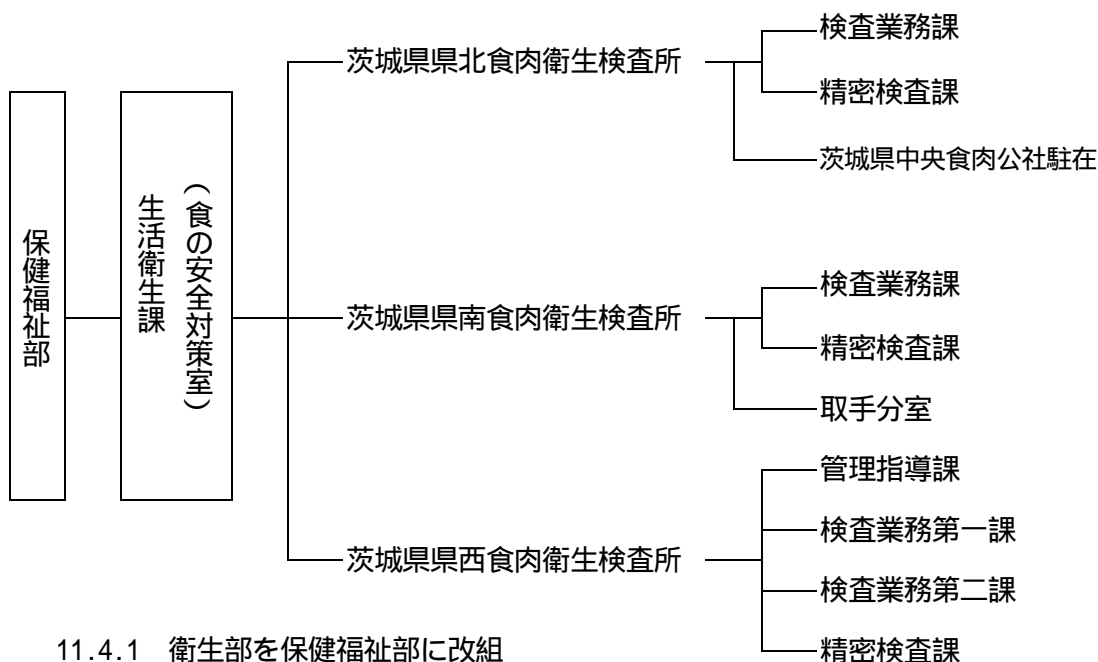 保健福祉部
生活衛生課
（食の安全対策室）
茨城県県北食肉衛生検査所
検査業務課
精密検査課
茨城県中央食肉公社駐在
茨城県県南食肉衛生検査所
検査業務課
精密検査課
取手分室
茨城県県西食肉衛生検査所
管理指導課
検査業務第一課
検査業務第二課
精密検査課
11.4.1 衛生部を保健福祉部に改組